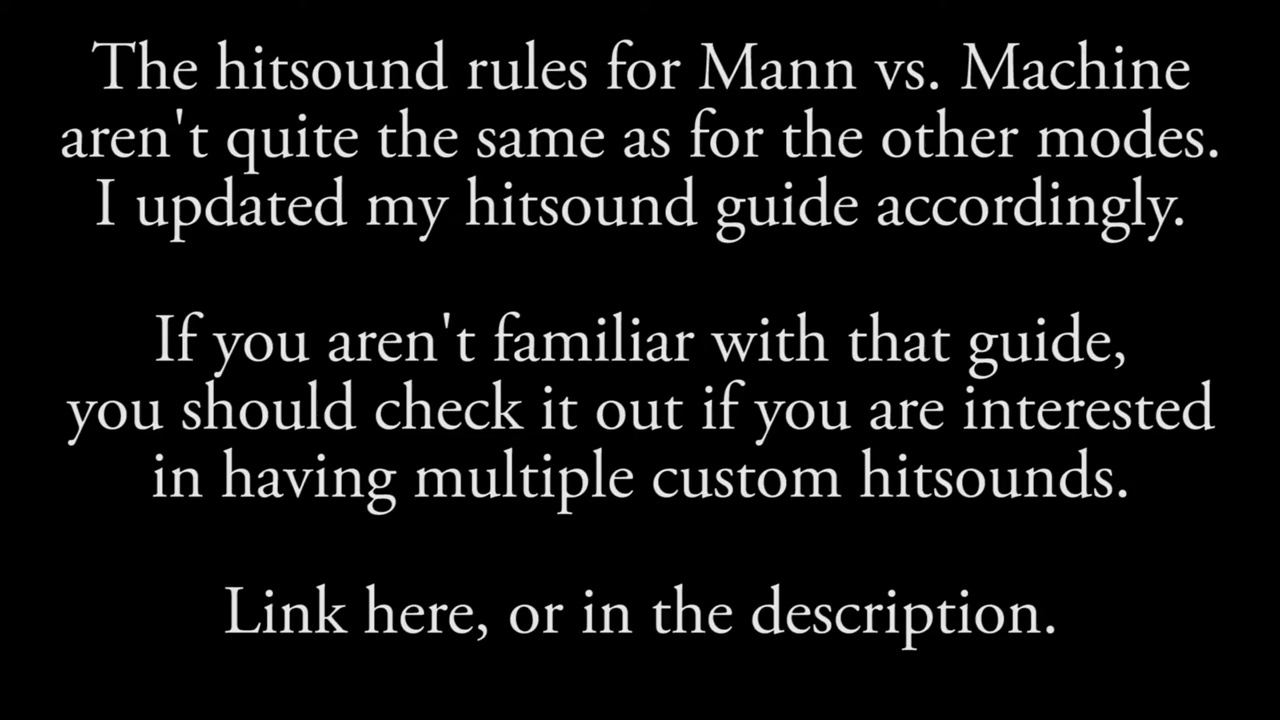 The hitsound rules for Mann vs. Machine
aren't quite the same as for the other modes.
I updated my hitsound guide accordingly.
If you aren't familiar with that guide,
you should check it out if you are interested
in having multiple custom hitsounds.
Link here, or in the description.